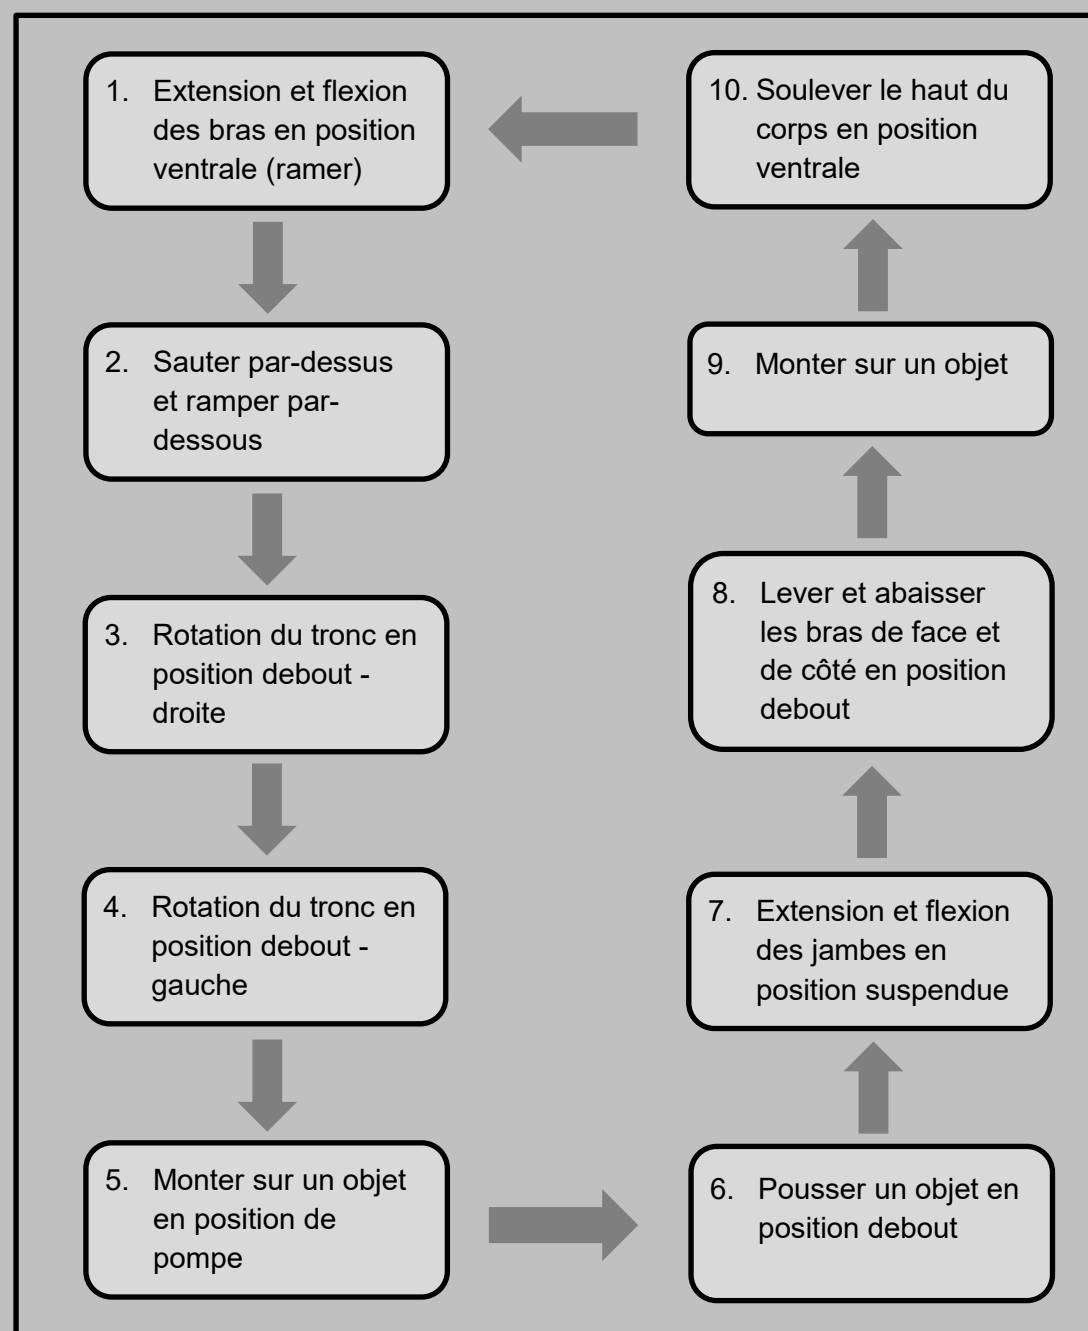 1. Extension et flexion
des bras en position
ventrale (ramer)
2. Sauter par-dessus
et ramper par-
dessous
3. Rotation du tronc en
position debout -
droite
4. Rotation du tronc en
position debout -
gauche
5. Monter sur un objet
en position de
pompe
6. Pousser un objet en
position debout
7. Extension et flexion
des jambes en
position suspendue
8. Lever et abaisser
les bras de face et
de côté en position
debout
9. Monter sur un objet
10. Soulever le haut du
corps en position
ventrale